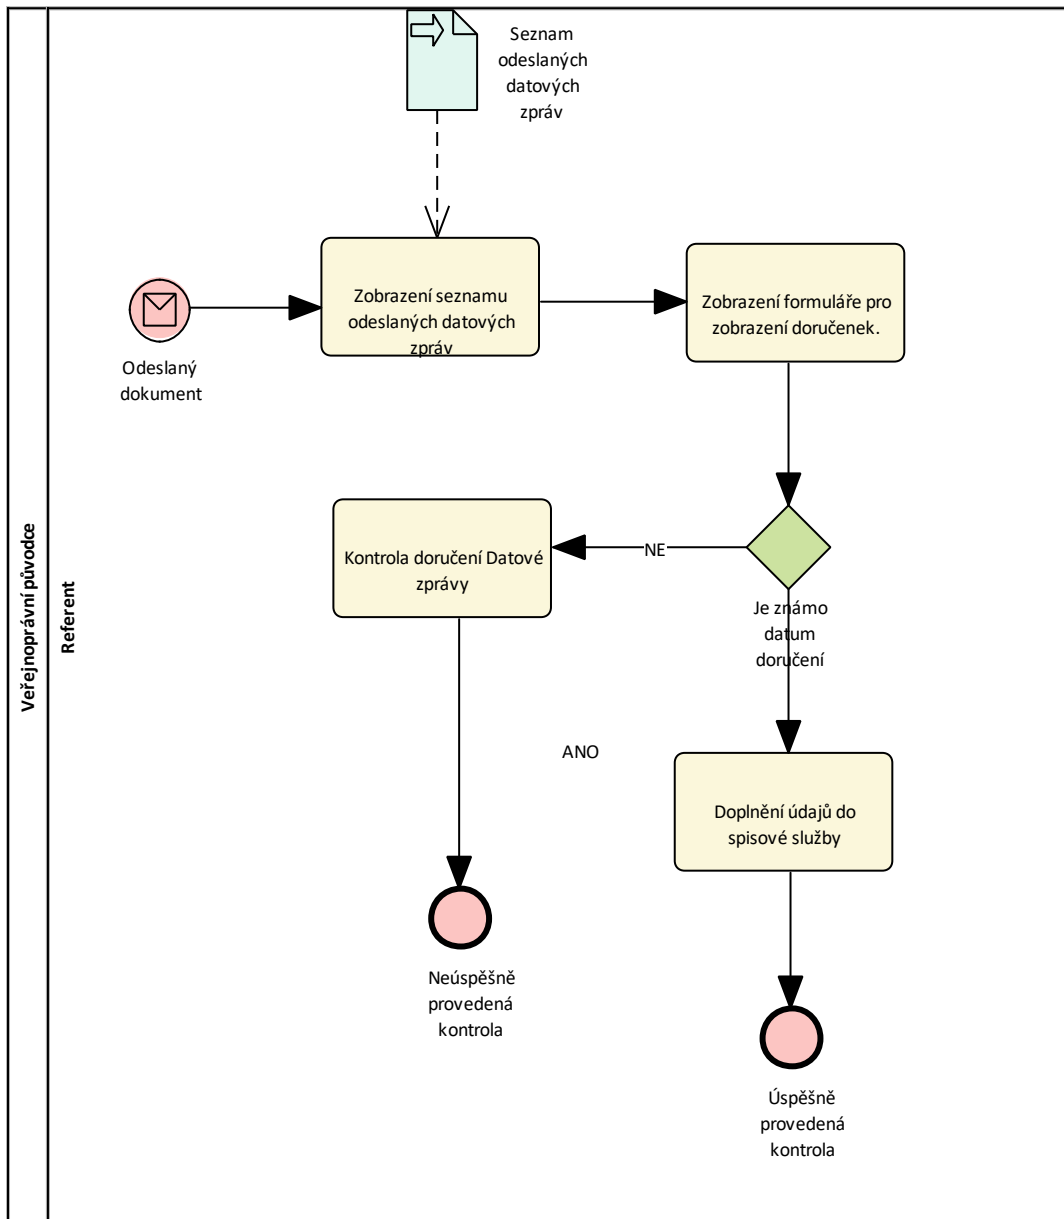 Veřejnoprávní původce
Referent
Seznam
odeslaných
datových
zpráv
Odeslaný
dokument
Zobrazení seznamu
odeslaných datových
zpráv
Zobrazení formuláře pro
zobrazení doručenek.
Kontrola doručení Datové
zprávy
NE
Je známo
datum
doručení
ANO
Doplnění údajů do
spisové služby
Neúspěšně
provedená
kontrola
Úspěšně
provedená
kontrola